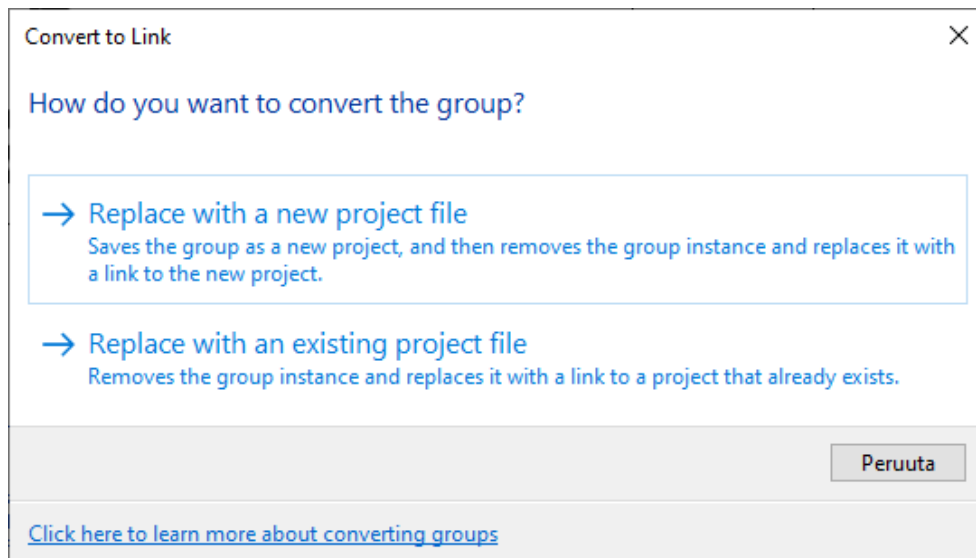 Convert to Link
How do you want to convert the group?
Replace with a new project file
Saves the group as a new project, and then removes the group instance and replaces it with
a link to the new project.
Replace with an existing project file
Removes the group instance and replaces it with a link to a project that already exists.
Peruuta
Click here to learn more about converting groups